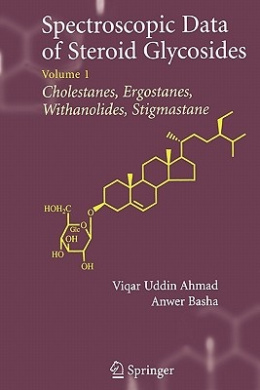 Spectroscopic Data
of Steroid Glycosides
Volume 1
Cholestanes, Ergostanes,
Withanolides, Stigmastane
HOH₂C
O
Glc
O
OH
HO
OH
OH
Viqar Uddin Ahmad
Anwer Basha
Springer